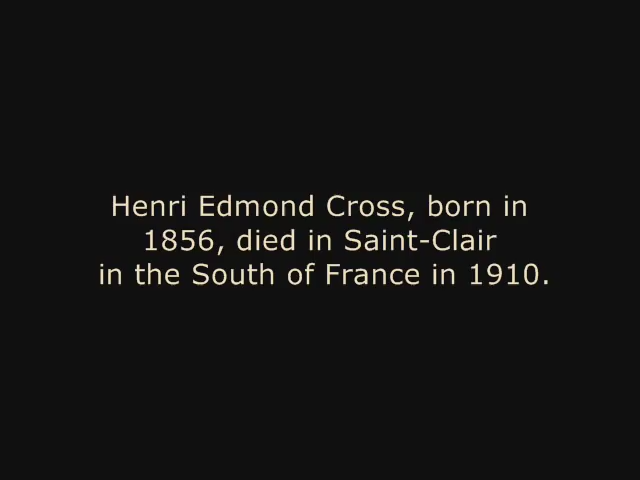 Henri Edmond Cross, born in
1856, died in Saint-Clair
in the South of France in 1910.